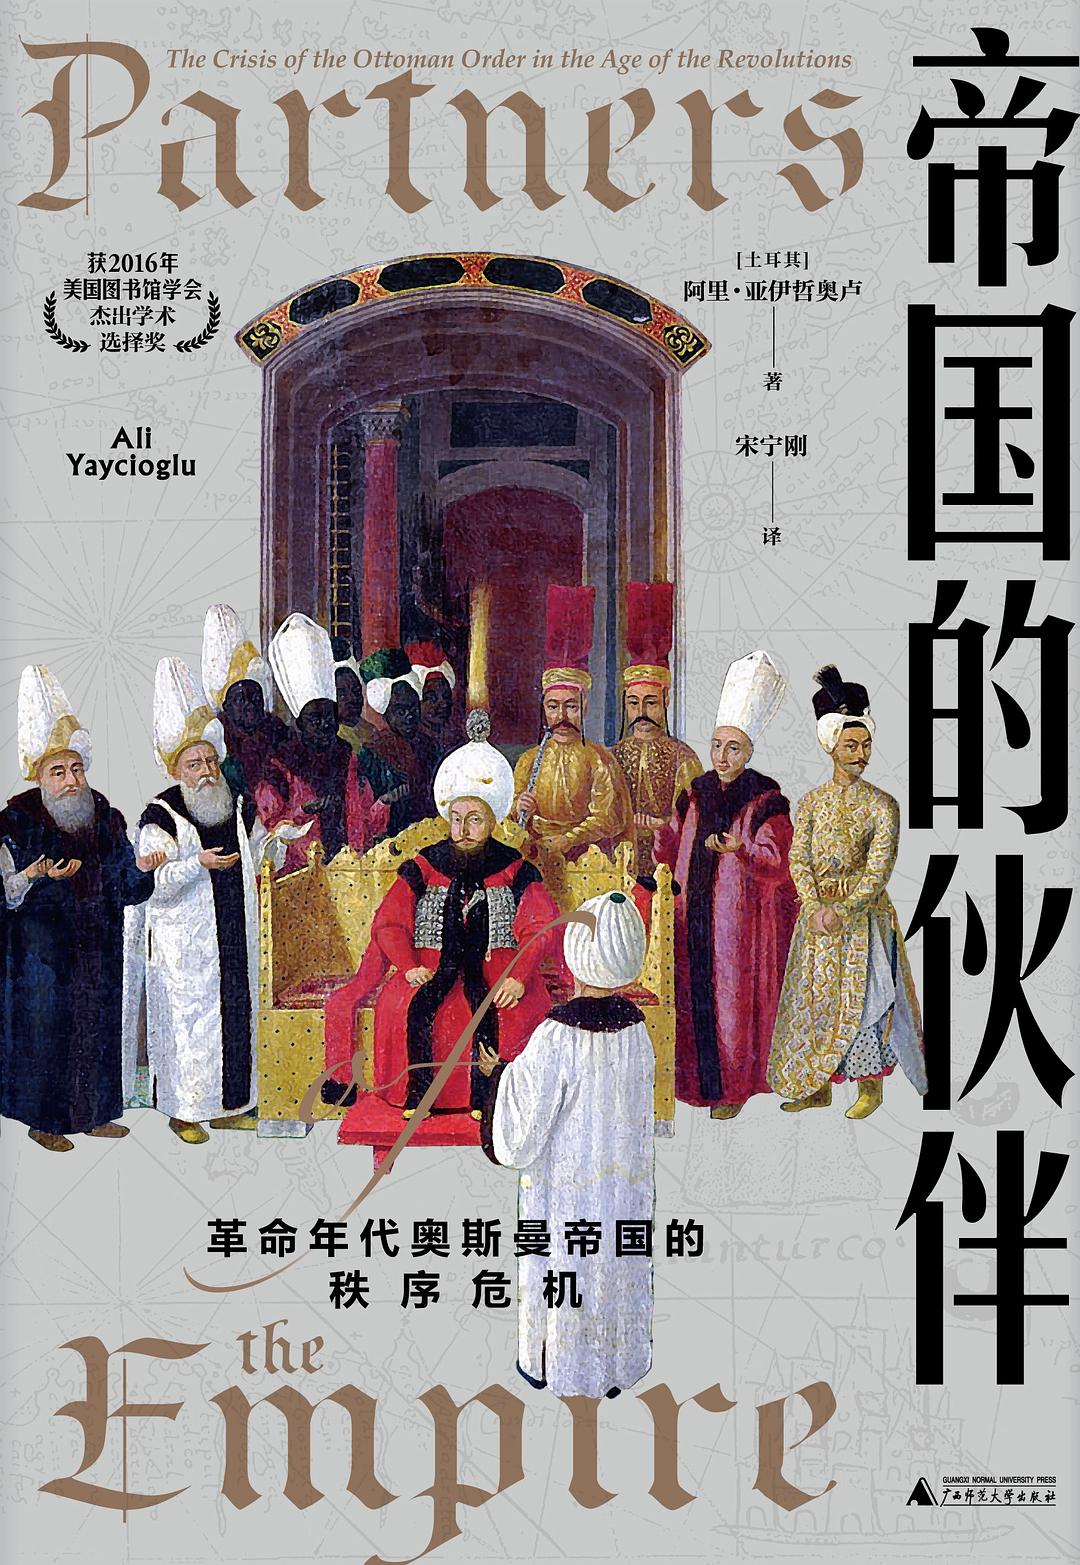 The Crisis of the Ottoman Order in the Age of the Revolutions
Partners
帝国的伙伴
获2016年
美国图书馆学会
杰出学术
选择奖
[土耳其]
阿里·亚伊哲奥卢
著
Ali
Yaycioglu
宋宁刚
译
of
革命年代奥斯曼帝国的
秩序危机
the
Empire
GUANGXI NORMAL UNIVERSITY PRESS
广西师范大学出版社